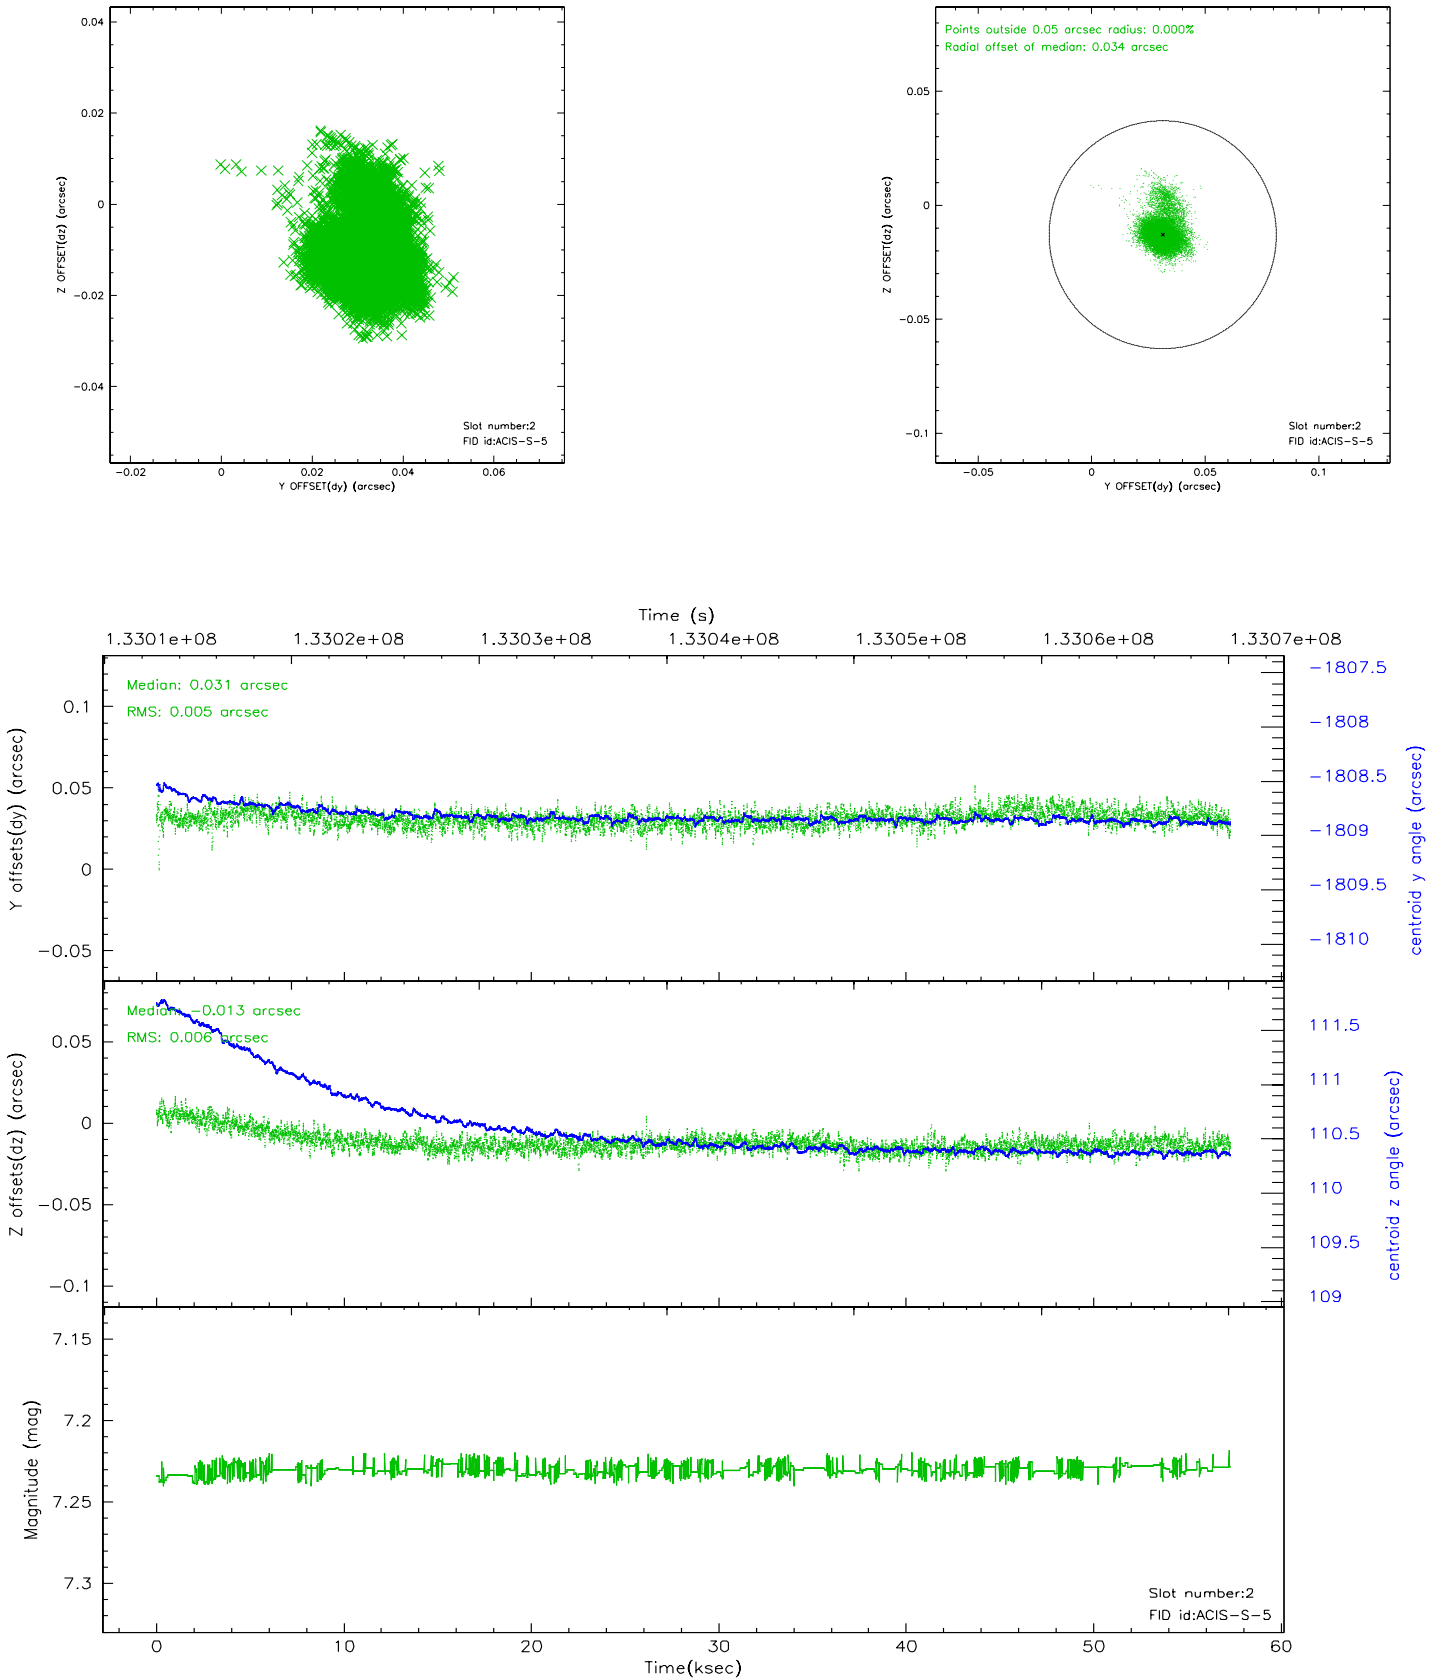 0.04
0.02
0
−0.02
−0.04
Z OFFSET(dz) (arcsec)
Slot number:2
FID id:ACIS−S−5
−0.02
0
0.02
0.04
0.06
Y OFFSET(dy) (arcsec)
Points outside 0.05 arcsec radius: 0.000%
Radial offset of median: 0.034 arcsec
0.05
0
−0.05
−0.1
Z OFFSET(dz) (arcsec)
Slot number:2
FID id:ACIS−S−5
−0.05
0
0.05
0.1
Y OFFSET(dy) (arcsec)
Time (s)
1.3301e+08
1.3302e+08
1.3303e+08
1.3304e+08
1.3305e+08
1.3306e+08
1.3307e+08
Median: 0.031 arcsec
RMS: 0.005 arcsec
0.1
0.05
0
−0.05
Y offsets(dy) (arcsec)
−1807.5
−1808
−1808.5
−1809
−1809.5
−1810
centroid y angle (arcsec)
Median: −0.013 arcsec
RMS: 0.006 arcsec
0.05
0
−0.05
−0.1
Z offsets(dz) (arcsec)
111.5
111
110.5
110
109.5
109
centroid z angle (arcsec)
7.15
7.2
7.25
7.3
Magnitude (mag)
Slot number:2
FID id:ACIS−S−5
0
10
20
30
40
50
60
Time(ksec)